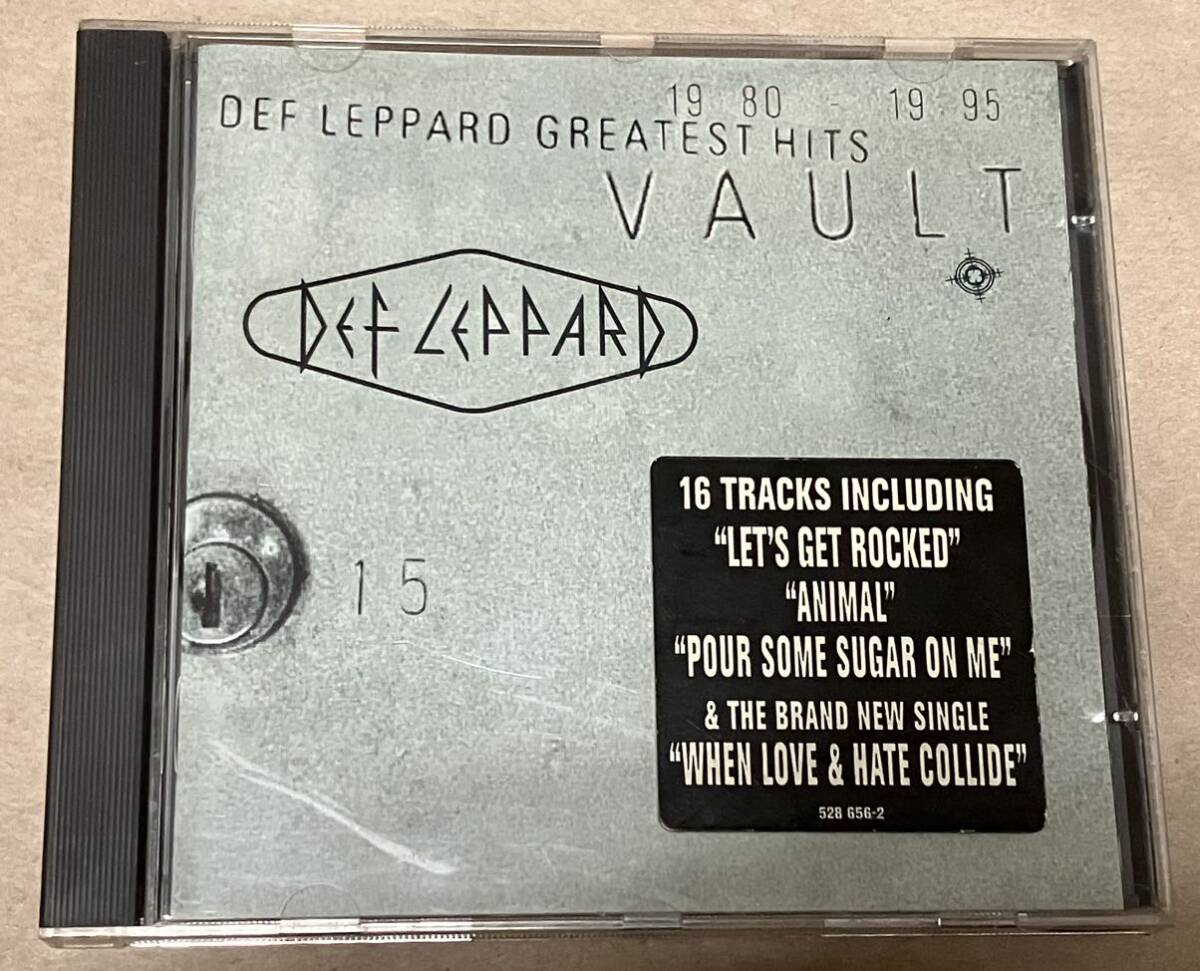 19 80 - 19 95
DEF LEPPARD GREATEST HITS
VAULT
DEF LEPPARD
15
16 TRACKS INCLUDING
“LET'S GET ROCKED”
“ANIMAL”
“POUR SOME SUGAR ON ME”
& THE BRAND NEW SINGLE
“WHEN LOVE & HATE COLLIDE”
528 656-2